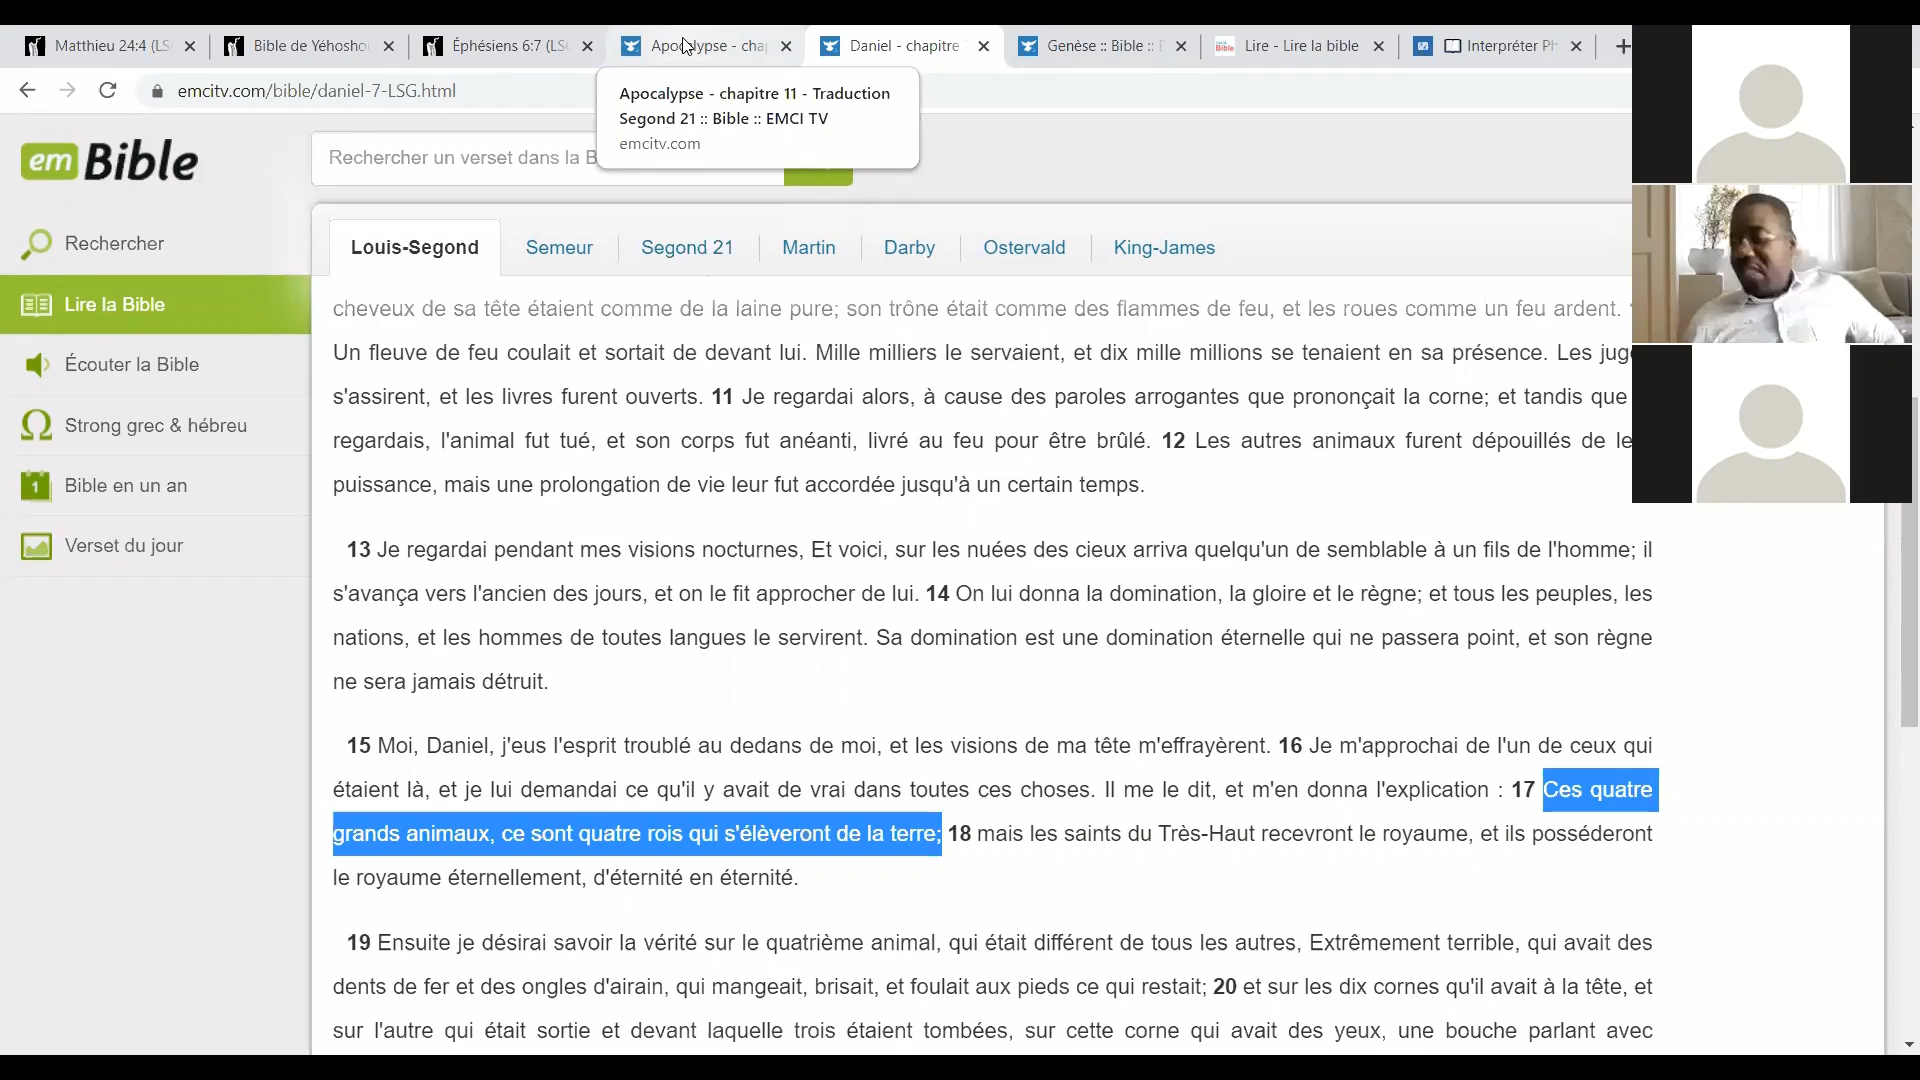 Matthieu 24:4 (LS
Bible de Yéhoshou
Éphésiens 6:7 (LS
Apocalypse - cha
Daniel - chapitre
Genèse :: Bible :: E
Lire - Lire la bible
Interpréter Ph
emcitv.com/bible/daniel-7-LSG.html
Apocalypse - chapitre 11 - Traduction
Segond 21 :: Bible :: EMCI TV
emcitv.com
em Bible
Rechercher un verset dans la B
Rechercher
Lire la Bible
Écouter la Bible
Strong grec & hébreu
1
Bible en un an
Verset du jour
Louis-Segond
Semeur
Segond 21
Martin
Darby
Ostervald
King-James
cheveux de sa tête étaient comme de la laine pure; son trône était comme des flammes de feu, et les roues comme un feu ardent.
Un fleuve de feu coulait et sortait de devant lui. Mille milliers le servaient, et dix mille millions se tenaient en sa présence. Les jug
s'assirent, et les livres furent ouverts. 11 Je regardai alors, à cause des paroles arrogantes que prononçait la corne; et tandis que
regardais, l'animal fut tué, et son corps fut anéanti, livré au feu pour être brûlé. 12 Les autres animaux furent dépouillés de le
puissance, mais une prolongation de vie leur fut accordée jusqu'à un certain temps.
13 Je regardai pendant mes visions nocturnes, Et voici, sur les nuées des cieux arriva quelqu'un de semblable à un fils de l'homme; il
s'avança vers l'ancien des jours, et on le fit approcher de lui. 14 On lui donna la domination, la gloire et le règne; et tous les peuples, les
nations, et les hommes de toutes langues le servirent. Sa domination est une domination éternelle qui ne passera point, et son règne
ne sera jamais détruit.
15 Moi, Daniel, j'eus l'esprit troublé au dedans de moi, et les visions de ma tête m'effrayèrent. 16 Je m'approchai de l'un de ceux qui
étaient là, et je lui demandai ce qu'il y avait de vrai dans toutes ces choses. Il me le dit, et m'en donna l'explication : 17 Ces quatre
grands animaux, ce sont quatre rois qui s'élèveront de la terre; 18 mais les saints du Très-Haut recevront le royaume, et ils posséderont
le royaume éternellement, d'éternité en éternité.
19 Ensuite je désirai savoir la vérité sur le quatrième animal, qui était différent de tous les autres, Extrêmement terrible, qui avait des
dents de fer et des ongles d'airain, qui mangeait, brisait, et foulait aux pieds ce qui restait; 20 et sur les dix cornes qu'il avait à la tête, et
sur l'autre qui était sortie et devant laquelle trois étaient tombées, sur cette corne qui avait des yeux, une bouche parlant avec